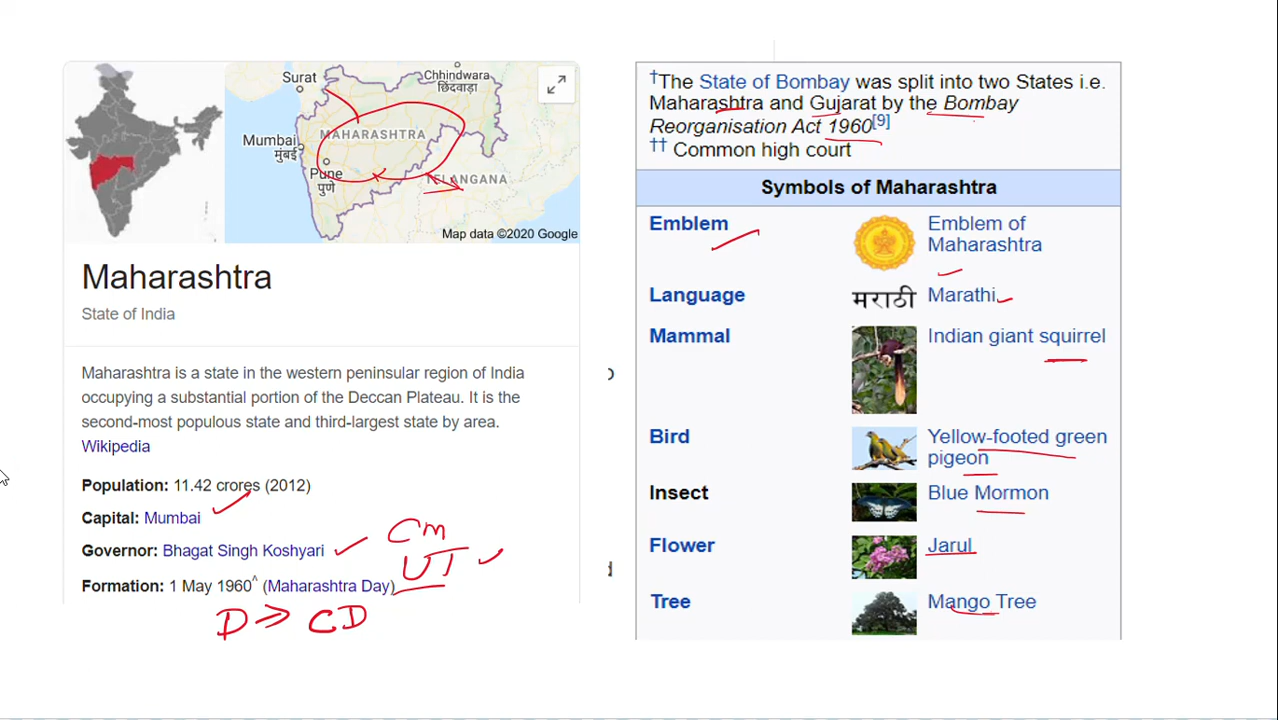 Surat
Chhindwara
छिंदवाड़ा
MAHARASHTRA
Mumbai
मुंबई
Pune
पुणे
TELANGANA
Map data ©2020 Google
Maharashtra
State of India
Maharashtra is a state in the western peninsular region of India
occupying a substantial portion of the Deccan Plateau. It is the
second-most populous state and third-largest state by area.
Wikipedia
Population: 11.42 crores (2012)
Capital: Mumbai
Governor: Bhagat Singh Koshyari
Formation: 1 May 1960^ (Maharashtra Day)
CM
UT
D => CD
†The State of Bombay was split into two States i.e.
Maharashtra and Gujarat by the Bombay
Reorganisation Act 1960[9]
†† Common high court
Symbols of Maharashtra
Emblem Emblem of
Maharashtra
Language मराठी Marathi
Mammal Indian giant squirrel
Bird Yellow-footed green
pigeon
Insect Blue Mormon
Flower Jarul
Tree Mango Tree